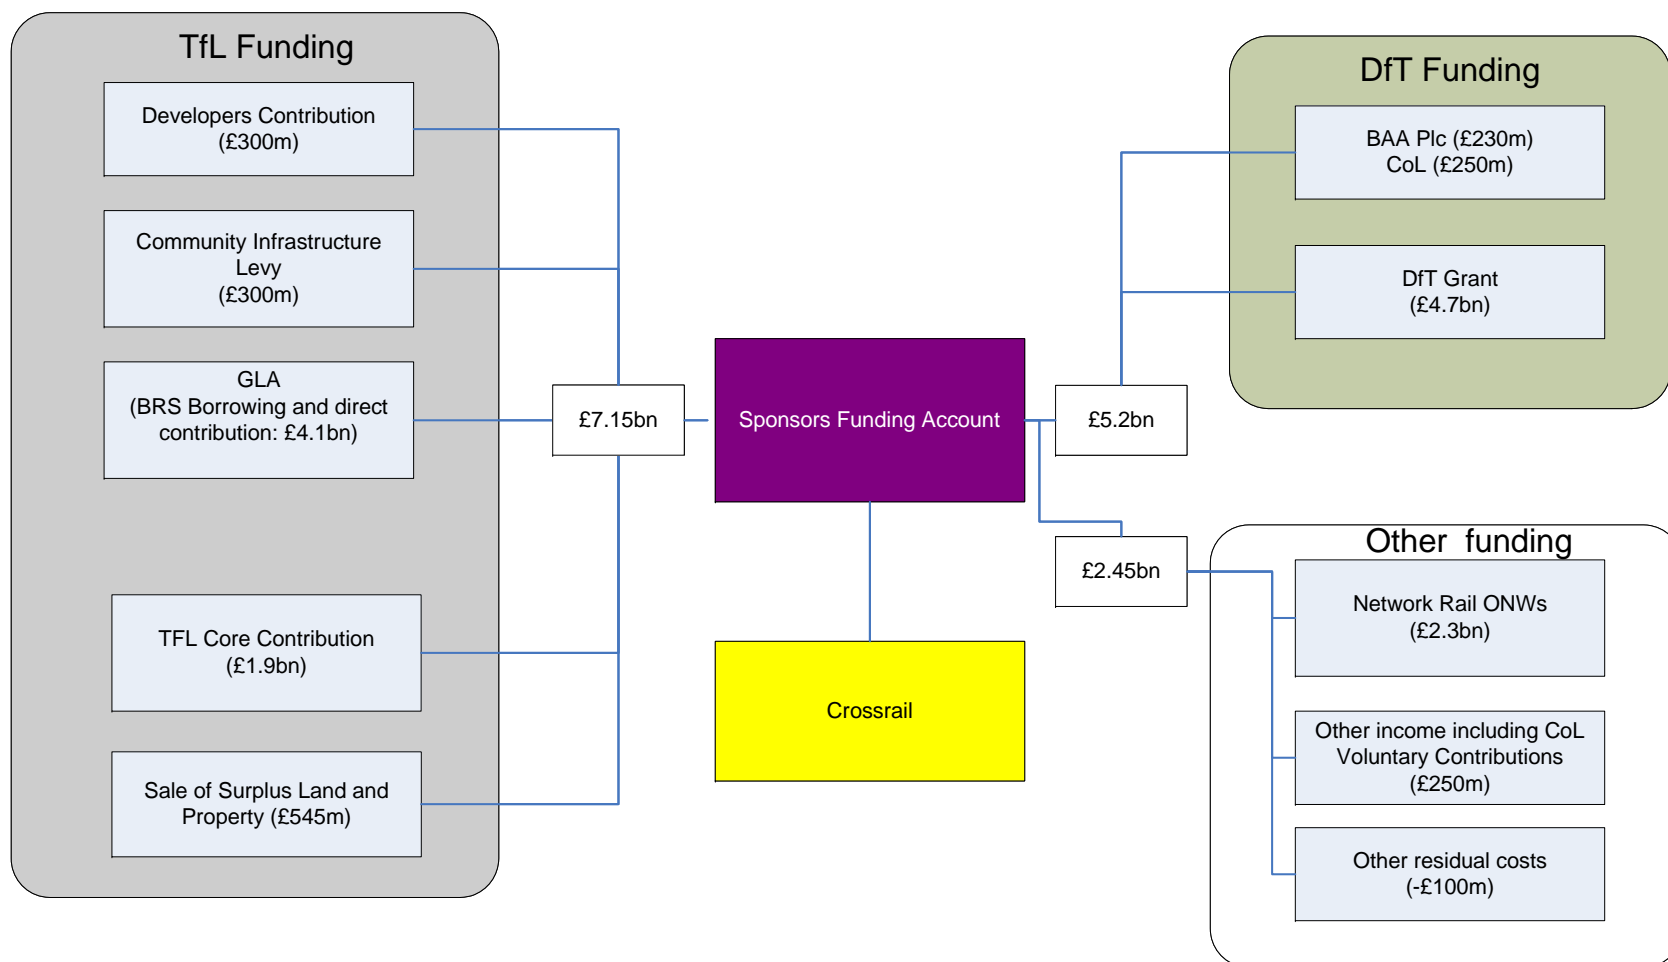 TfL Funding
Developers Contribution
(£300m)
Community Infrastructure
Levy
(£300m)
GLA
(BRS Borrowing and direct
contribution: £4.1bn)
TFL Core Contribution
(£1.9bn)
Sale of Surplus Land and
Property (£545m)
£7.15bn
Sponsors Funding Account
Crossrail
£5.2bn
£2.45bn
DfT Funding
BAA Plc (£230m)
CoL (£250m)
DfT Grant
(£4.7bn)
Other funding
Network Rail ONWs
(£2.3bn)
Other income including CoL
Voluntary Contributions
(£250m)
Other residual costs
(-£100m)